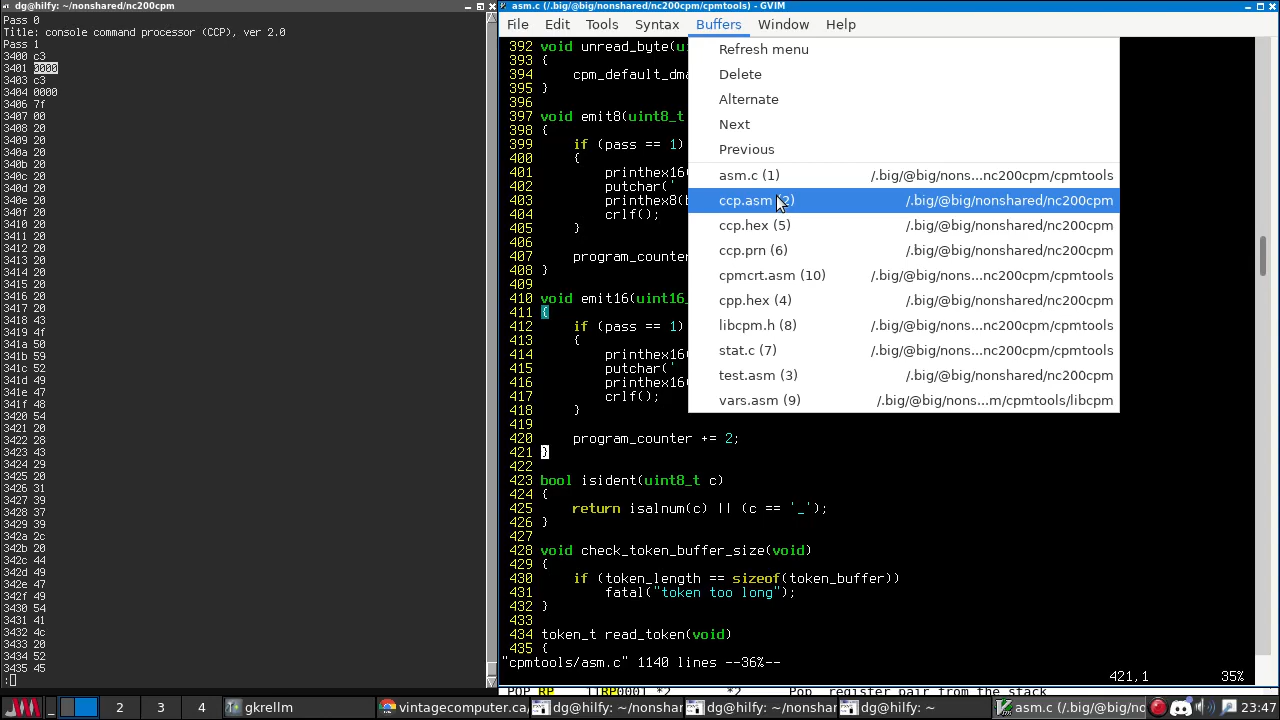 dg@hilfy: ~/nonshared/nc200cpm
Pass 0
Title: console command processor (CCP), ver 2.0
Pass 1
3400 c3
3401 0000
3403 c3
3404 0000
3406 7f
3407 00
3408 20
3409 20
340a 20
340b 20
340c 20
340d 20
340e 20
340f 20
3410 20
3411 20
3412 20
3413 20
3414 20
3415 20
3416 20
3417 20
3418 43
3419 4f
341a 50
341b 59
341c 52
341d 49
341e 47
341f 48
3420 54
3421 20
3422 28
3423 43
3424 29
3425 20
3426 31
3427 39
3428 37
3429 39
342a 2c
342b 20
342c 44
342d 49
342e 47
342f 49
3430 54
3431 41
3432 4c
3433 20
3434 52
3435 45
:
asm.c (/.big/@big/nonshared/nc200cpm/cpmtools) - GVIM
File Edit Tools Syntax Buffers Window Help
392 void unread_byte(ui
393 {
394 cpm_default_dma
395 }
396
397 void emit8(uint8_t
398 {
399 if (pass == 1)
400 {
401 printhex16(
402 putchar('
403 printhex8(b
404 crlf();
405 }
406
407 program_counter
408 }
409
410 void emit16(uint16_
411 {
412 if (pass == 1)
413 {
414 printhex16(
415 putchar('
416 printhex16(
417 crlf();
418 }
419
420 program_counter += 2;
421 }
422
423 bool isident(uint8_t c)
424 {
425 return isalnum(c) || (c == '_');
426 }
427
428 void check_token_buffer_size(void)
429 {
430 if (token_length == sizeof(token_buffer))
431 fatal("token too long");
432 }
433
434 token_t read_token(void)
435 {
"cpmtools/asm.c" 1140 lines --36%--
421,1 35%
Refresh menu
Delete
Alternate
Next
Previous
asm.c (1) /.big/@big/nons...nc200cpm/cpmtools
ccp.asm (2) /.big/@big/nonshared/nc200cpm
ccp.hex (5) /.big/@big/nonshared/nc200cpm
ccp.prn (6) /.big/@big/nonshared/nc200cpm
cpmcrt.asm (10) /.big/@big/nons...nc200cpm/cpmtools
cpp.hex (4) /.big/@big/nonshared/nc200cpm
libcpm.h (8) /.big/@big/nons...nc200cpm/cpmtools
stat.c (7) /.big/@big/nons...nc200cpm/cpmtools
test.asm (3) /.big/@big/nonshared/nc200cpm
vars.asm (9) /.big/@big/nons...m/cpmtools/libcpm
POP RP 11RP0001 *2 *2 Pop register pair from the stack
2 3 4 gkrellm vintagecomputer.ca dg@hilfy: ~/nonshar dg@hilfy: ~/nonshar dg@hilfy: ~ asm.c (/.big/@big/no 23:47